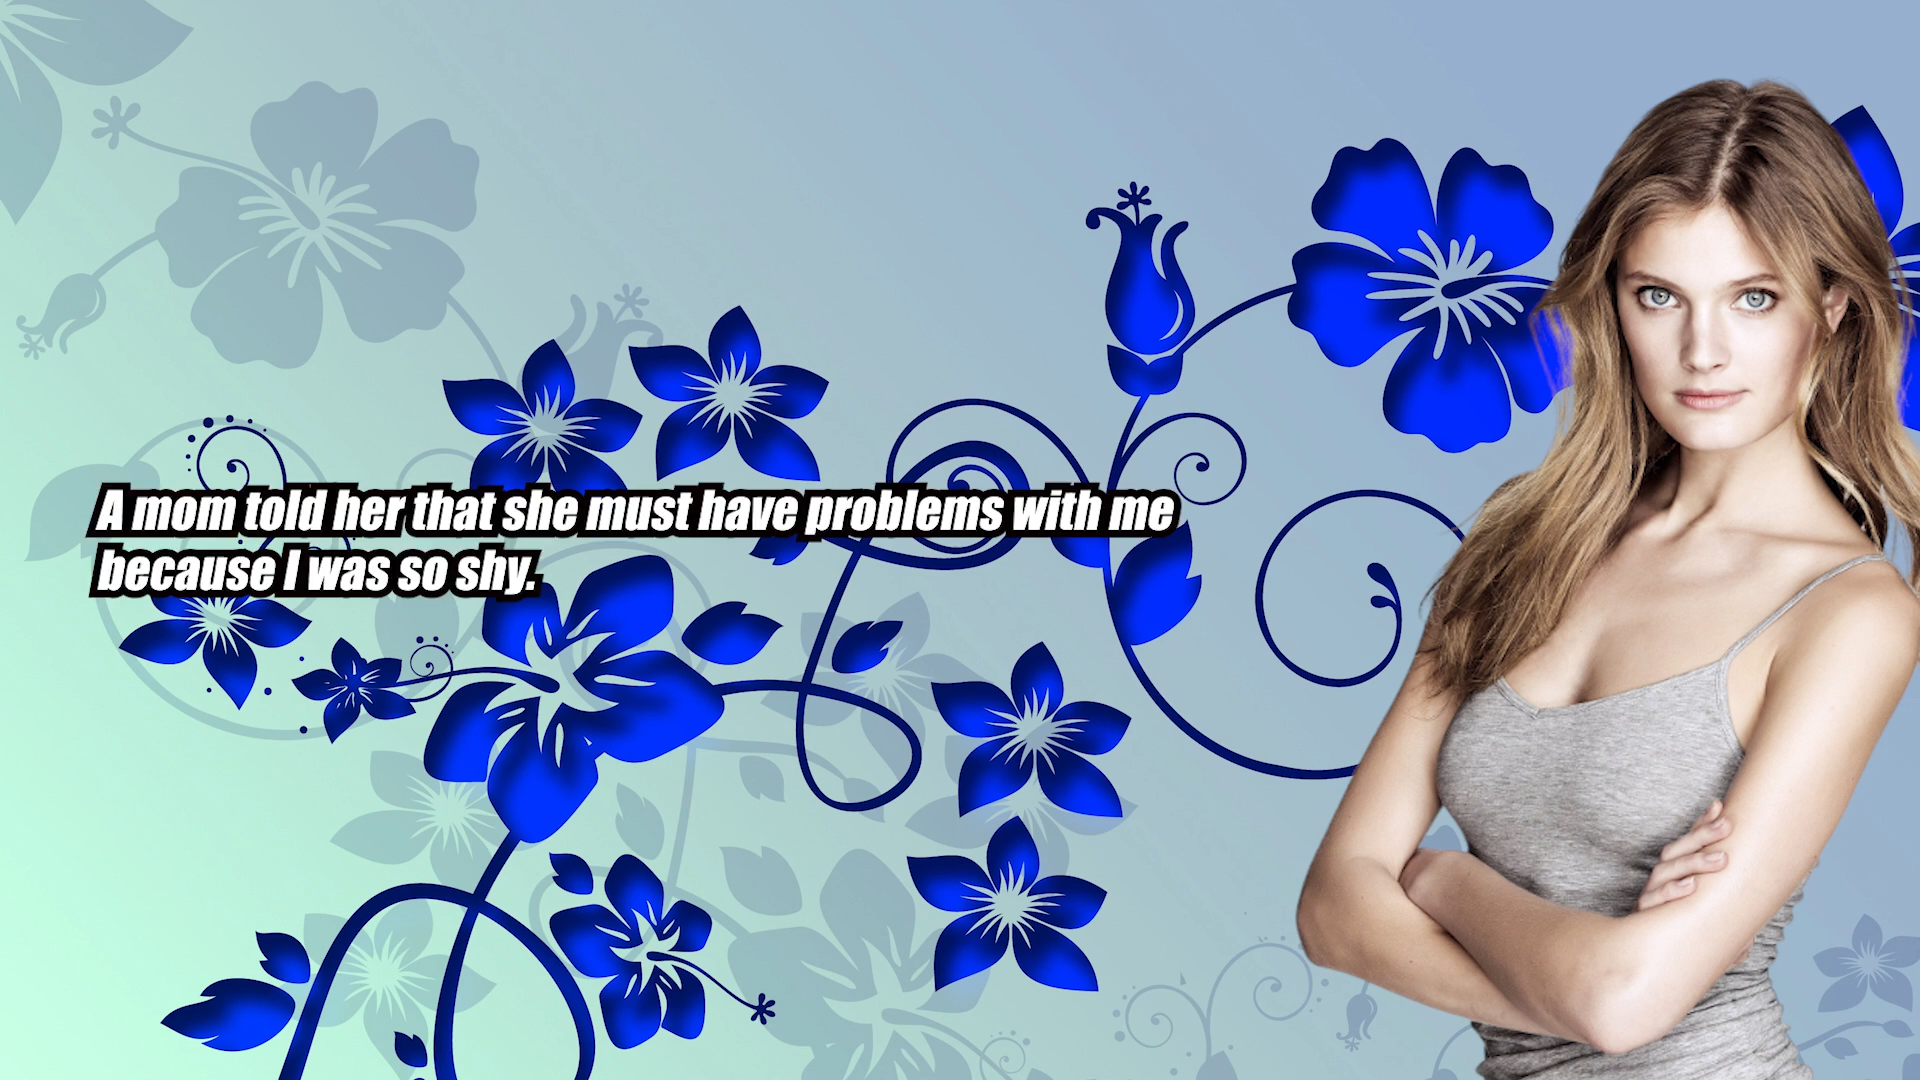 A mom told her that she must have problems with me
because I was so shy.